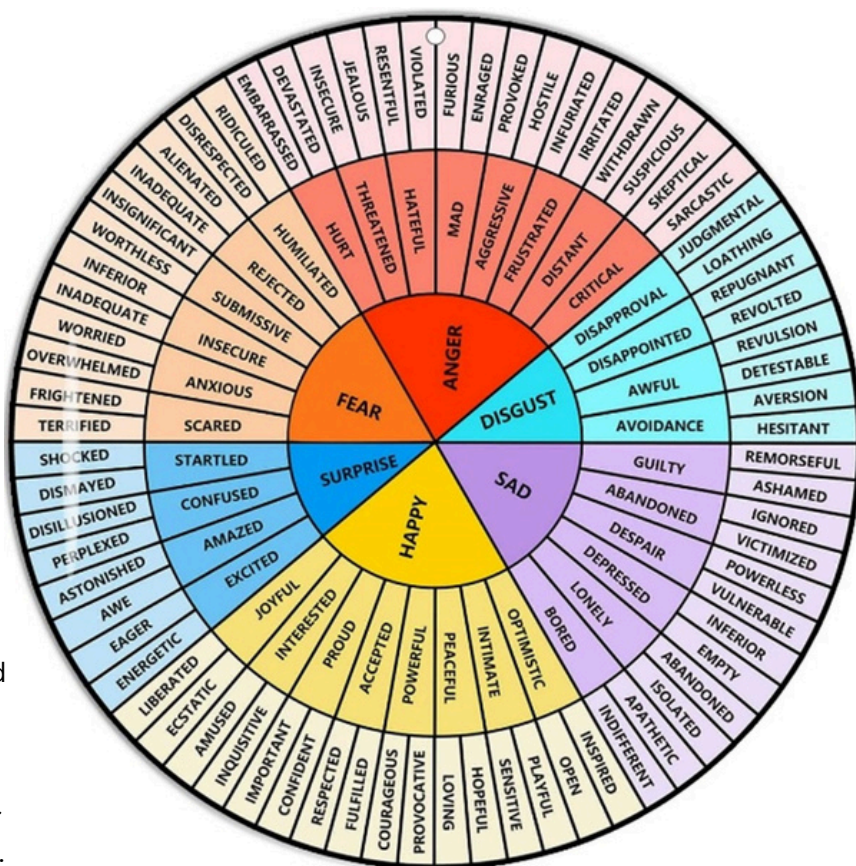 ANGER
DISGUST
SAD
HAPPY
SURPRISE
FEAR
MAD
AGGRESSIVE
FRUSTRATED
DISTANT
CRITICAL
DISAPPROVAL
DISAPPOINTED
AWFUL
AVOIDANCE
GUILTY
ABANDONED
DESPAIR
DEPRESSED
LONELY
BORED
OPTIMISTIC
INTIMATE
PEACEFUL
POWERFUL
ACCEPTED
PROUD
INTERESTED
JOYFUL
EXCITED
AMAZED
CONFUSED
STARTLED
SCARED
ANXIOUS
INSECURE
SUBMISSIVE
REJECTED
HUMILIATED
HURT
THREATENED
HATEFUL
FURIOUS
ENRAGED
PROVOKED
HOSTILE
INFURIATED
IRRITATED
WITHDRAWN
SUSPICIOUS
SKEPTICAL
SARCASTIC
JUDGMENTAL
LOATHING
REPUGNANT
REVOLTED
REVULSION
DETESTABLE
AVERSION
HESITANT
REMORSEFUL
ASHAMED
IGNORED
VICTIMIZED
POWERLESS
VULNERABLE
INFERIOR
EMPTY
ABANDONED
ISOLATED
APATHETIC
INDIFFERENT
INSPIRED
OPEN
PLAYFUL
SENSITIVE
HOPEFUL
LOVING
PROVOCATIVE
COURAGEOUS
FULFILLED
RESPECTED
CONFIDENT
IMPORTANT
INQUISITIVE
AMUSED
ECSTATIC
LIBERATED
ENERGETIC
EAGER
AWE
ASTONISHED
PERPLEXED
DISILLUSIONED
DISMAYED
SHOCKED
TERRIFIED
FRIGHTENED
OVERWHELMED
WORRIED
INADEQUATE
INFERIOR
WORTHLESS
INSIGNIFICANT
INADEQUATE
ALIENATED
DISRESPECTED
RIDICULED
EMBARRASSED
DEVASTATED
INSECURE
JEALOUS
RESENTFUL
VIOLATED